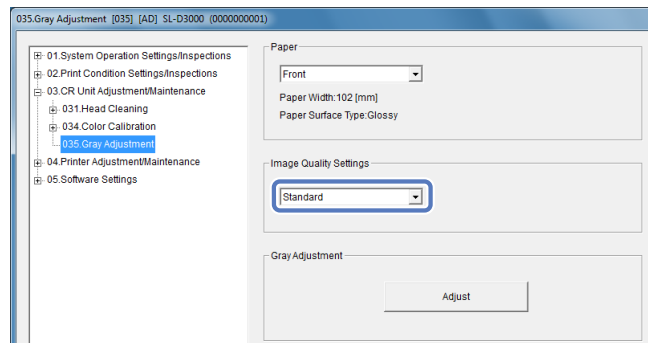 035.Gray Adjustment [035] [AD] SL-D3000 (0000000001)
01.System Operation Settings/Inspections
02.Print Condition Settings/Inspections
03.CR Unit Adjustment/Maintenance
031.Head Cleaning
034.Color Calibration
035.Gray Adjustment
04.Printer Adjustment/Maintenance
05.Software Settings
Paper
Front
Paper Width:102 [mm]
Paper Surface Type:Glossy
Image Quality Settings
Standard
Gray Adjustment
Adjust